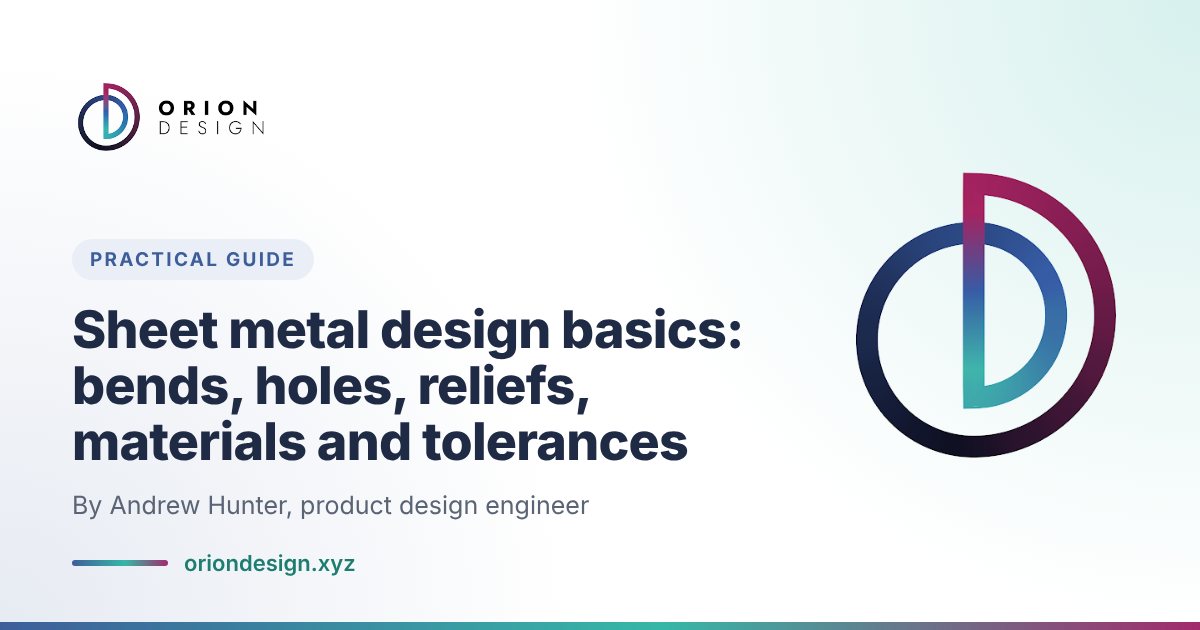 ORION
DESIGN
PRACTICAL GUIDE
Sheet metal design basics:
bends, holes, reliefs,
materials and tolerances
By Andrew Hunter, product design engineer
oriondesign.xyz